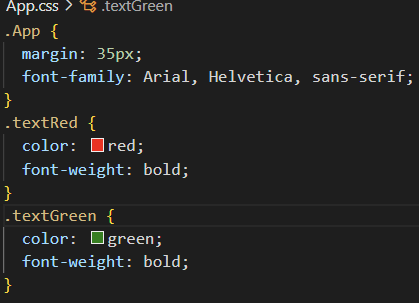 App.css > .textGreen
.App {
  margin: 35px;
  font-family: Arial, Helvetica, sans-serif;
}
.textRed {
  color: red;
  font-weight: bold;
}
.textGreen {
  color: green;
  font-weight: bold;
}